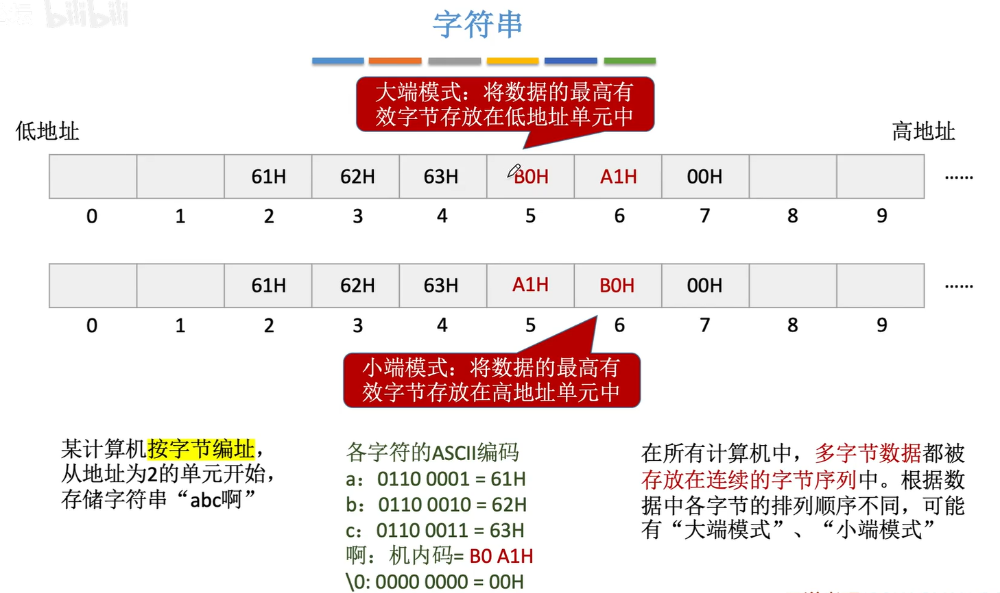 bilibili
字符串
大端模式：将数据的最高有
效字节存放在低地址单元中
低地址
高地址
61H 62H 63H B0H A1H 00H ......
0 1 2 3 4 5 6 7 8 9
61H 62H 63H A1H B0H 00H ......
0 1 2 3 4 5 6 7 8 9
小端模式：将数据的最高有
效字节存放在高地址单元中
某计算机按字节编址，
从地址为2的单元开始，
存储字符串“abc啊”
各字符的ASCII编码
a：0110 0001 = 61H
b：0110 0010 = 62H
c：0110 0011 = 63H
啊：机内码= B0 A1H
\0: 0000 0000 = 00H
在所有计算机中，多字节数据都被
存放在连续的字节序列中。根据数
据中各字节的排列顺序不同，可能
有“大端模式”、“小端模式”